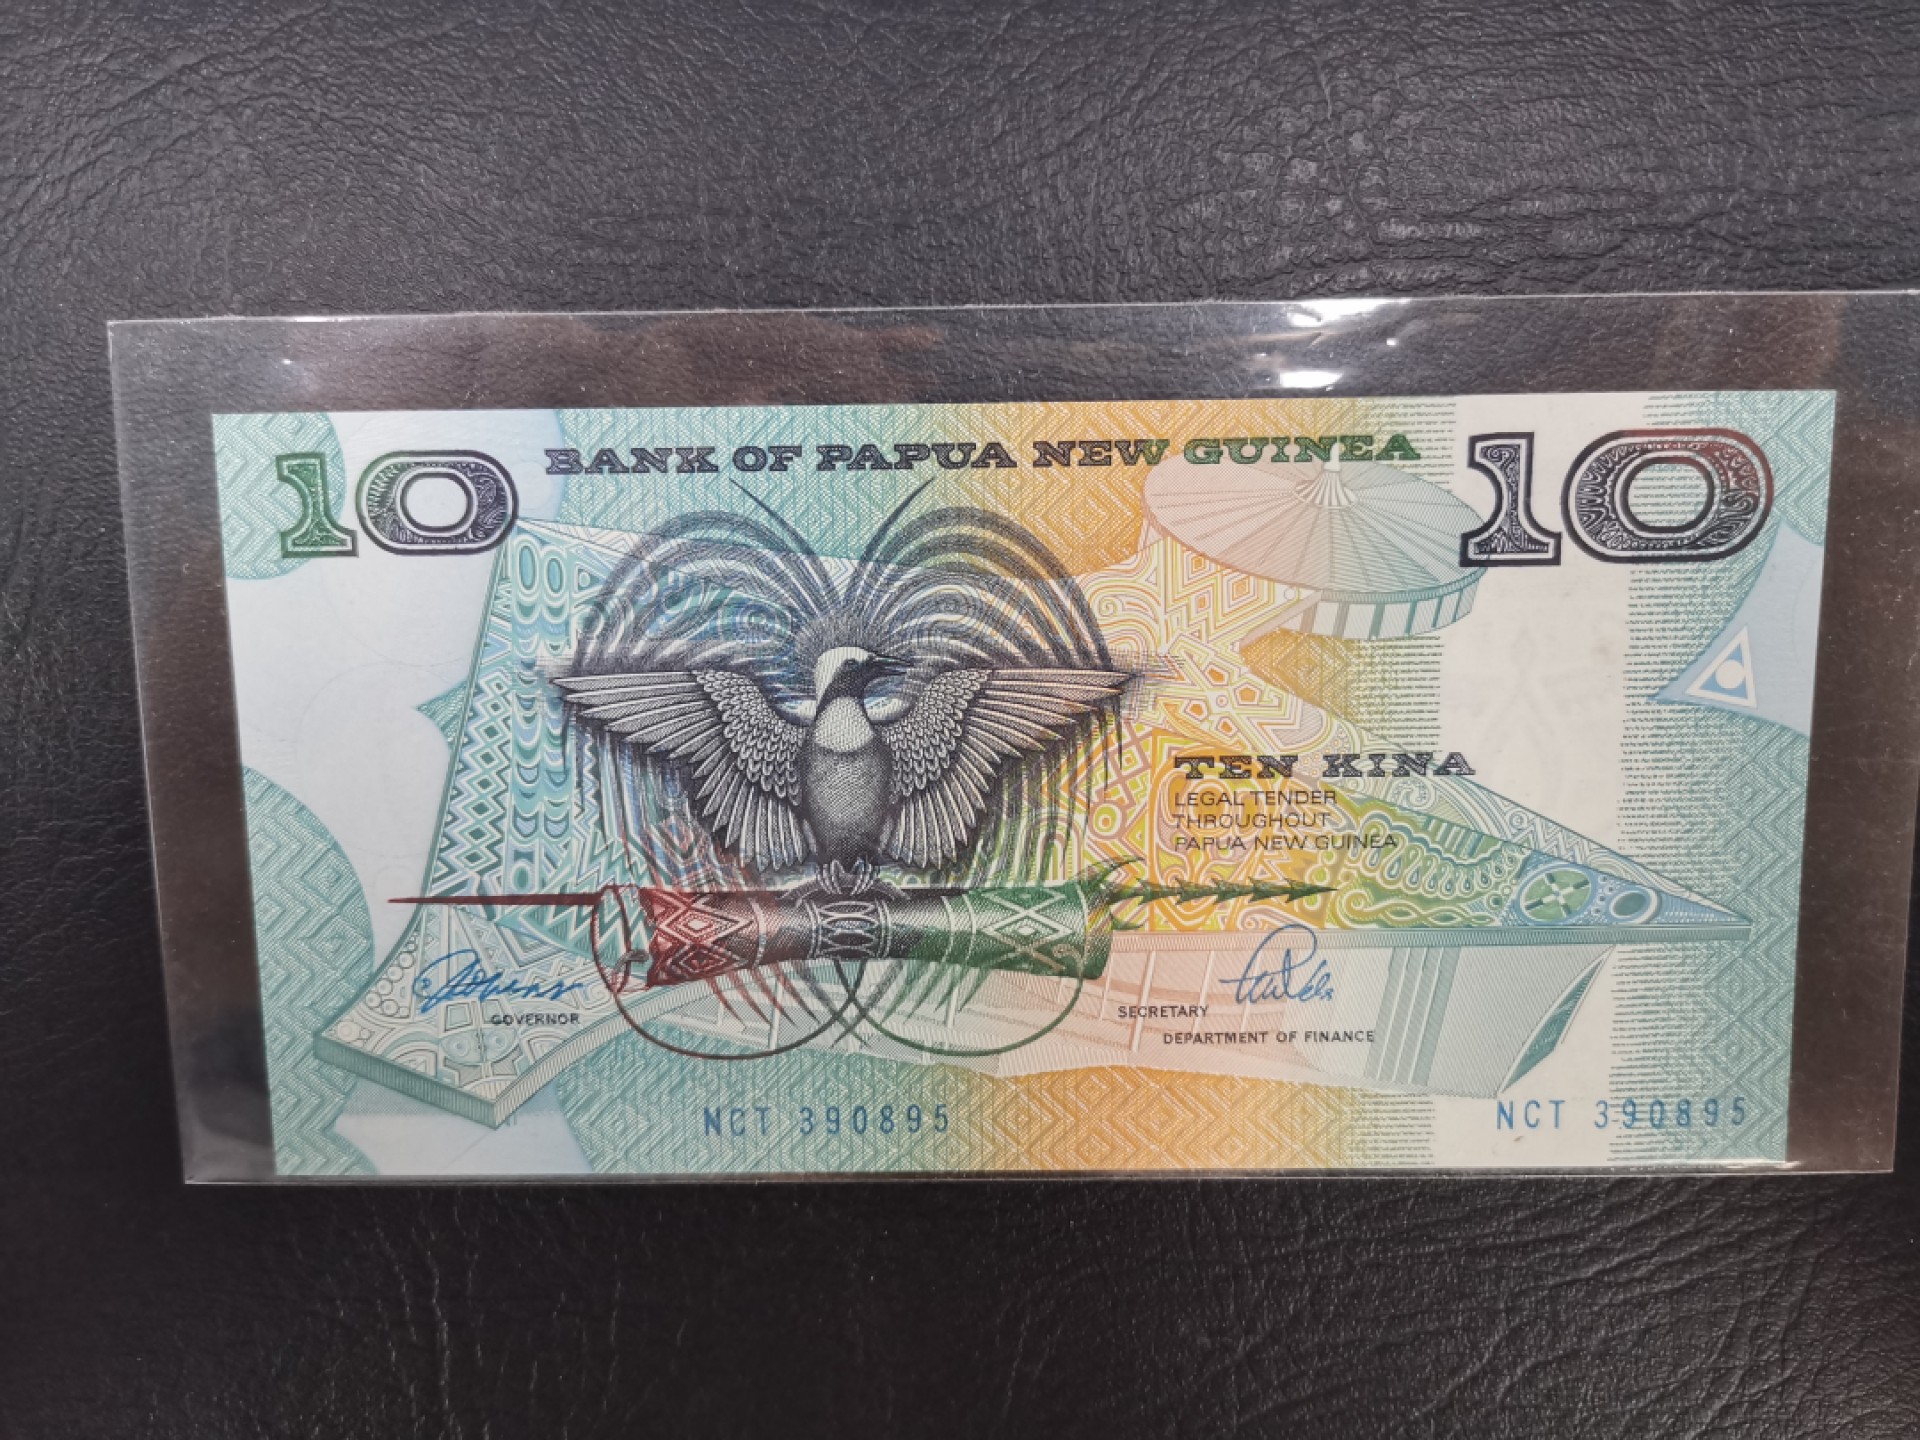 10 BANK OF PAPUA NEW GUINEA 10
TEN KINA
LEGAL TENDER
THROUGHOUT
PAPUA NEW GUINEA
GOVERNOR
SECRETARY
DEPARTMENT OF FINANCE
NCT 390895 NCT 390895